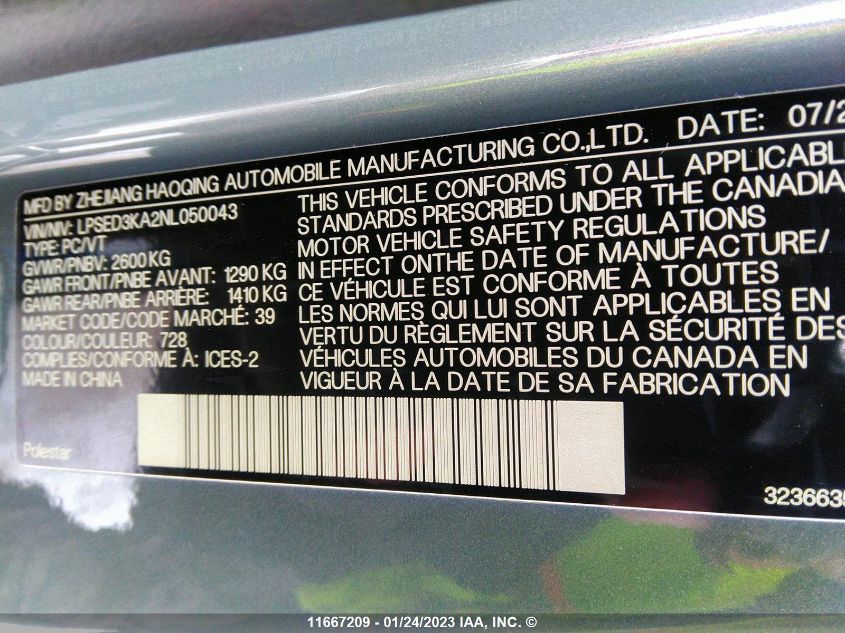 MFD BY ZHEJIANG HAOQING AUTOMOBILE MANUFACTURING CO.,LTD. DATE: 07/2
VIN/NIV: LPSED3KA2NL050043
TYPE: PC/VT
GVWR/PNBV: 2600 KG
GAWR FRONT/PNBE AVANT: 1290 KG
GAWR REAR/PNBE ARRIÈRE: 1410 KG
MARKET CODE/CODE MARCHÉ: 39
COLOUR/COULEUR: 728
COMPLIES/CONFORME À: ICES-2
MADE IN CHINA
THIS VEHICLE CONFORMS TO ALL APPLICABL
STANDARDS PRESCRIBED UNDER THE CANADIA
MOTOR VEHICLE SAFETY REGULATIONS
IN EFFECT ONTHE DATE OF MANUFACTURE/
CE VÉHICULE EST CONFORME À TOUTES
LES NORMES QUI LUI SONT APPLICABLES EN
VERTU DU RÈGLEMENT SUR LA SÉCURITÉ DES
VÉHICULES AUTOMOBILES DU CANADA EN
VIGUEUR À LA DATE DE SA FABRICATION
Polestar
3236635
11667209 - 01/24/2023 IAA, INC. ©